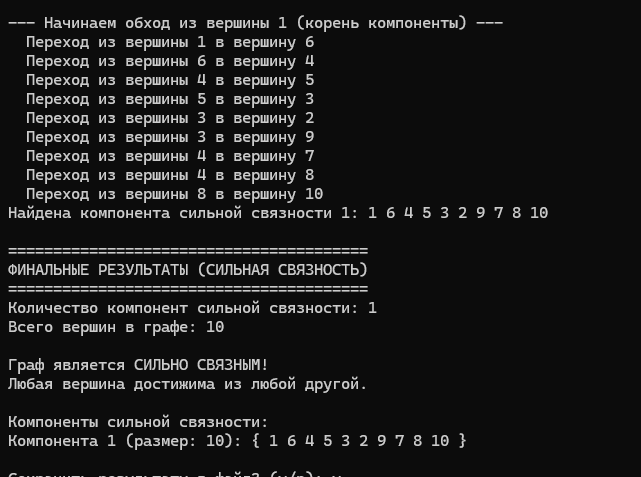 --- Начинаем обход из вершины 1 (корень компоненты) ---
Переход из вершины 1 в вершину 6
Переход из вершины 6 в вершину 4
Переход из вершины 4 в вершину 5
Переход из вершины 5 в вершину 3
Переход из вершины 3 в вершину 2
Переход из вершины 3 в вершину 9
Переход из вершины 4 в вершину 7
Переход из вершины 4 в вершину 8
Переход из вершины 8 в вершину 10
Найдена компонента сильной связности 1: 1 6 4 5 3 2 9 7 8 10
========================================
ФИНАЛЬНЫЕ РЕЗУЛЬТАТЫ (СИЛЬНАЯ СВЯЗНОСТЬ)
========================================
Количество компонент сильной связности: 1
Всего вершин в графе: 10
Граф является СИЛЬНО СВЯЗНЫМ!
Любая вершина достижима из любой другой.
Компоненты сильной связности:
Компонента 1 (размер: 10): { 1 6 4 5 3 2 9 7 8 10 }